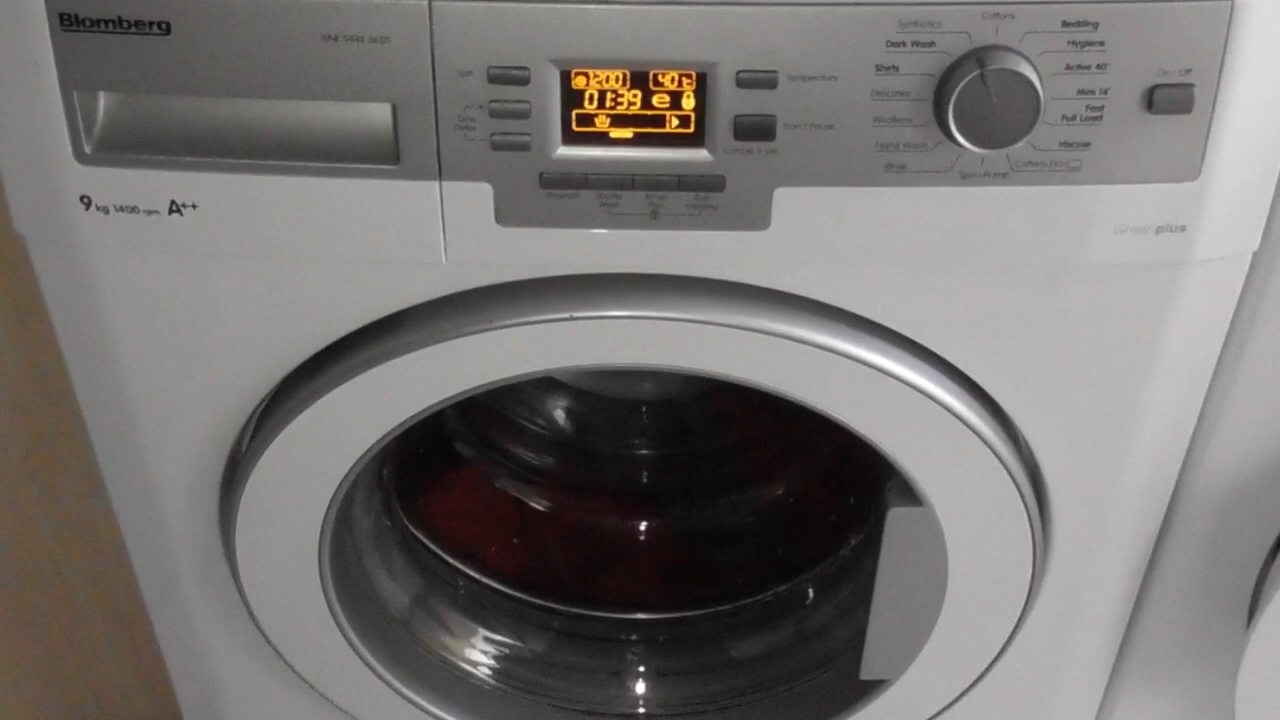 Blomberg
Spin
1200 40°c
01:39 e
Temperature
Start / Pause
Cottons
Synthetics
Dark Wash
Shirts
Delicates
Woollens
Hand Wash
Rinse
Spin+Pump
Bedding
Hygiene
Active 40°
Mini 14'
Fast
Full Load
Viscose
On / Off
9 kg 1400 rpm A++
Greenplus